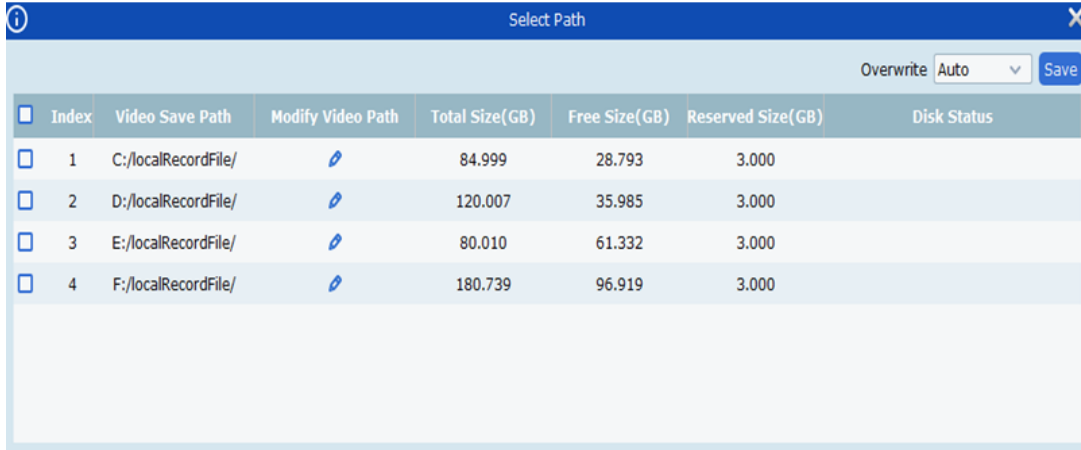 Select Path
Overwrite Auto Save
Index Video Save Path Modify Video Path Total Size(GB) Free Size(GB) Reserved Size(GB) Disk Status
1 C:/localRecordFile/ 84.999 28.793 3.000
2 D:/localRecordFile/ 120.007 35.985 3.000
3 E:/localRecordFile/ 80.010 61.332 3.000
4 F:/localRecordFile/ 180.739 96.919 3.000